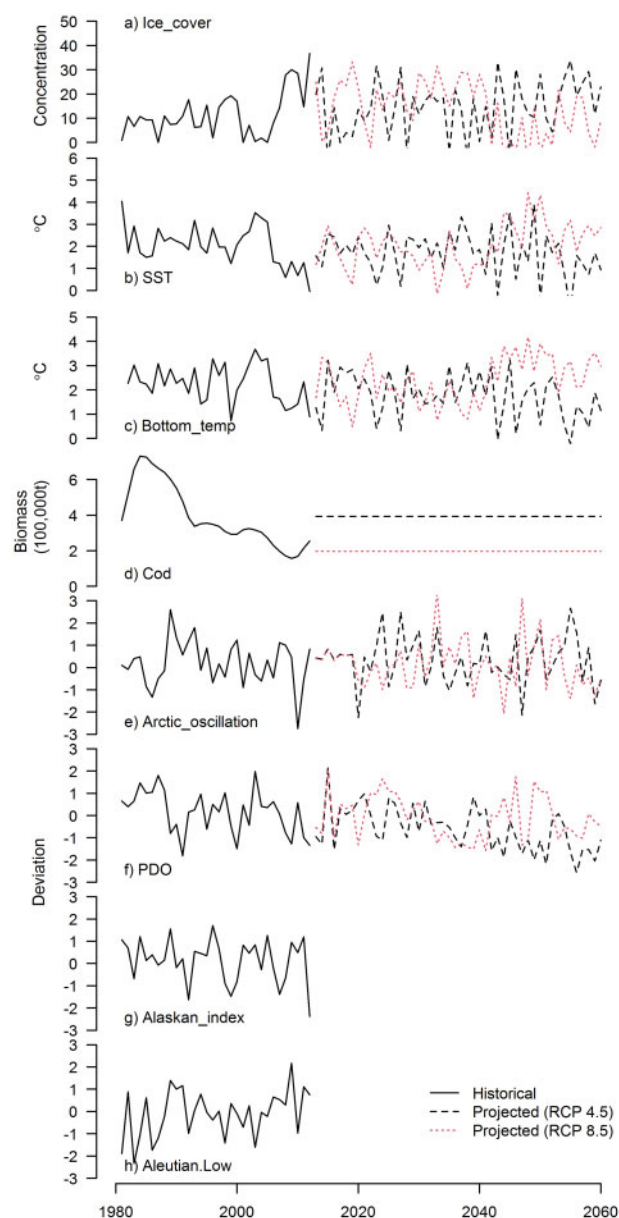 a) Ice_cover
Concentration
50
40
30
20
10
0
°C
6
5
4
3
2
1
0
b) SST
°C
5
4
3
2
1
0
c) Bottom_temp
Biomass
(100,000t)
6
4
2
0
d) Cod
3
2
1
0
-1
-2
-3
e) Arctic_oscillation
Deviation
3
2
1
0
-1
-2
-3
f) PDO
3
2
1
0
-1
-2
-3
g) Alaskan_index
3
2
1
0
-1
-2
-3
h) Aleutian.Low
Historical
Projected (RCP 4.5)
Projected (RCP 8.5)
1980 2000 2020 2040 2060